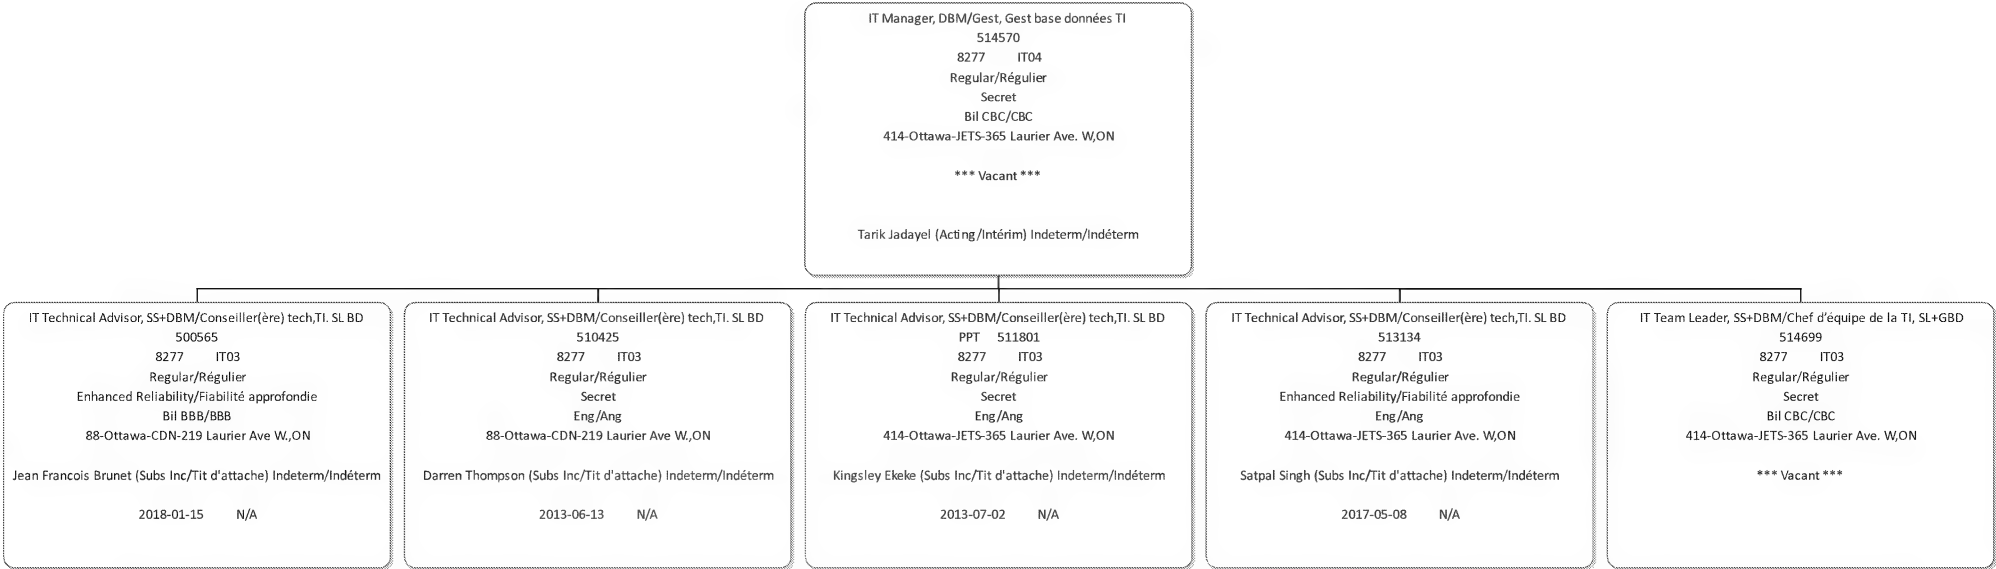 IT Manager, DBM/Gest, Gest base données TI
514570
8277 IT04
Regular/Régulier
Secret
Bil CBC/CBC
414-Ottawa-JETS-365 Laurier Ave. W,ON
*** Vacant ***
Tarik Jadayel (Acting/Intérim) Indeterm/Indéterm
IT Technical Advisor, SS+DBM/Conseiller(ère) tech,TI. SL BD
500565
8277 IT03
Regular/Régulier
Enhanced Reliability/Fiabilité approfondie
Bil BBB/BBB
88-Ottawa-CDN-219 Laurier Ave W.,ON
Jean Francois Brunet (Subs Inc/Tit d'attache) Indeterm/Indéterm
2018-01-15 N/A
IT Technical Advisor, SS+DBM/Conseiller(ère) tech,TI. SL BD
510425
8277 IT03
Regular/Régulier
Secret
Eng/Ang
88-Ottawa-CDN-219 Laurier Ave W.,ON
Darren Thompson (Subs Inc/Tit d'attache) Indeterm/Indéterm
2013-06-13 N/A
IT Technical Advisor, SS+DBM/Conseiller(ère) tech,TI. SL BD
PPT 511801
8277 IT03
Regular/Régulier
Secret
Eng/Ang
414-Ottawa-JETS-365 Laurier Ave. W,ON
Kingsley Ekeke (Subs Inc/Tit d'attache) Indeterm/Indéterm
2013-07-02 N/A
IT Technical Advisor, SS+DBM/Conseiller(ère) tech,TI. SL BD
513134
8277 IT03
Regular/Régulier
Enhanced Reliability/Fiabilité approfondie
Eng/Ang
414-Ottawa-JETS-365 Laurier Ave. W,ON
Satpal Singh (Subs Inc/Tit d'attache) Indeterm/Indéterm
2017-05-08 N/A
IT Team Leader, SS+DBM/Chef d'équipe de la TI, SL+GBD
514699
8277 IT03
Regular/Régulier
Secret
Bil CBC/CBC
414-Ottawa-JETS-365 Laurier Ave. W,ON
*** Vacant ***